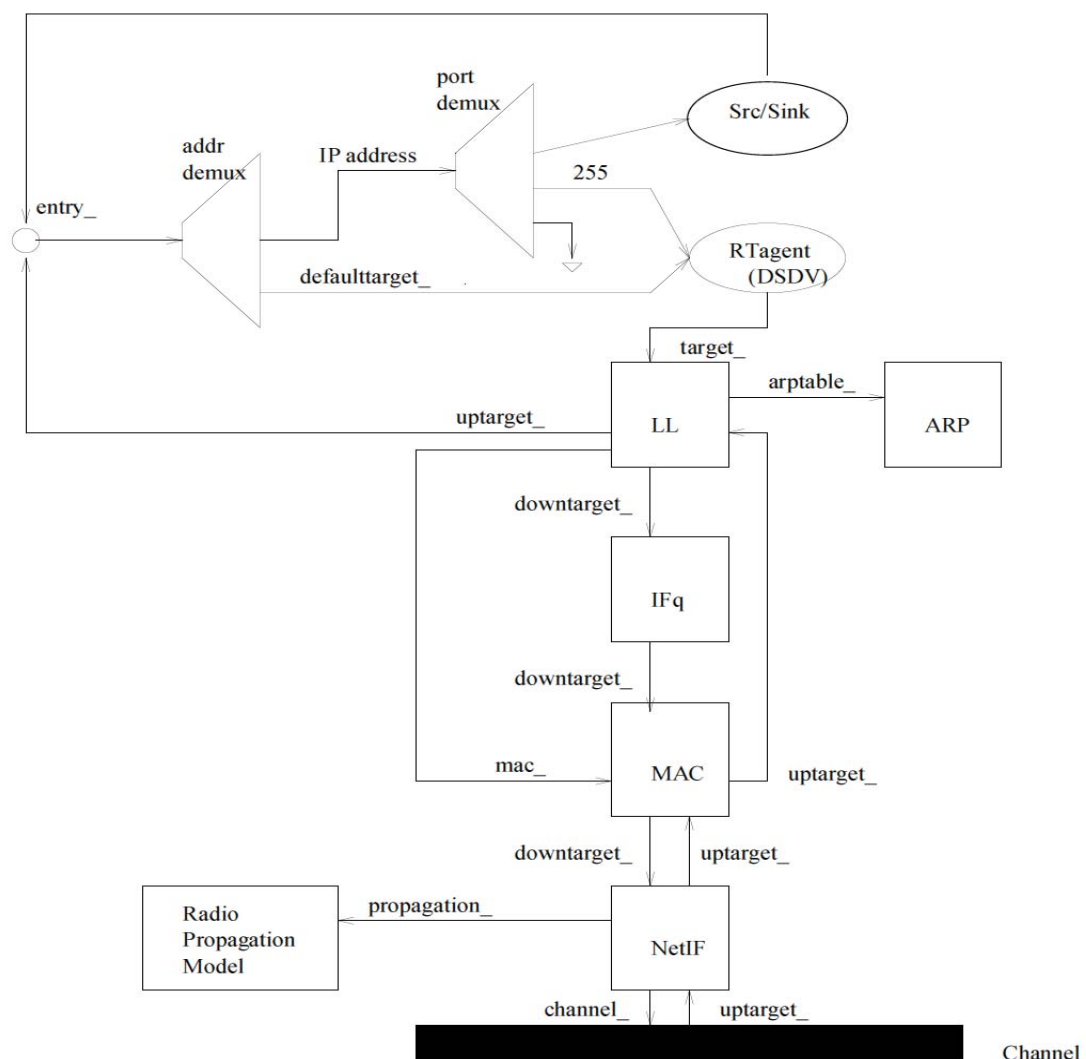 port
demux
Src/Sink
addr
demux
IP address
255
entry_
RTagent
(DSDV)
defaulttarget_
target_
arptable_
uptarget_
LL
ARP
downtarget_
IFq
downtarget_
mac_
MAC
uptarget_
downtarget_
uptarget_
Radio
Propagation
Model
propagation_
NetIF
channel_
uptarget_
Channel